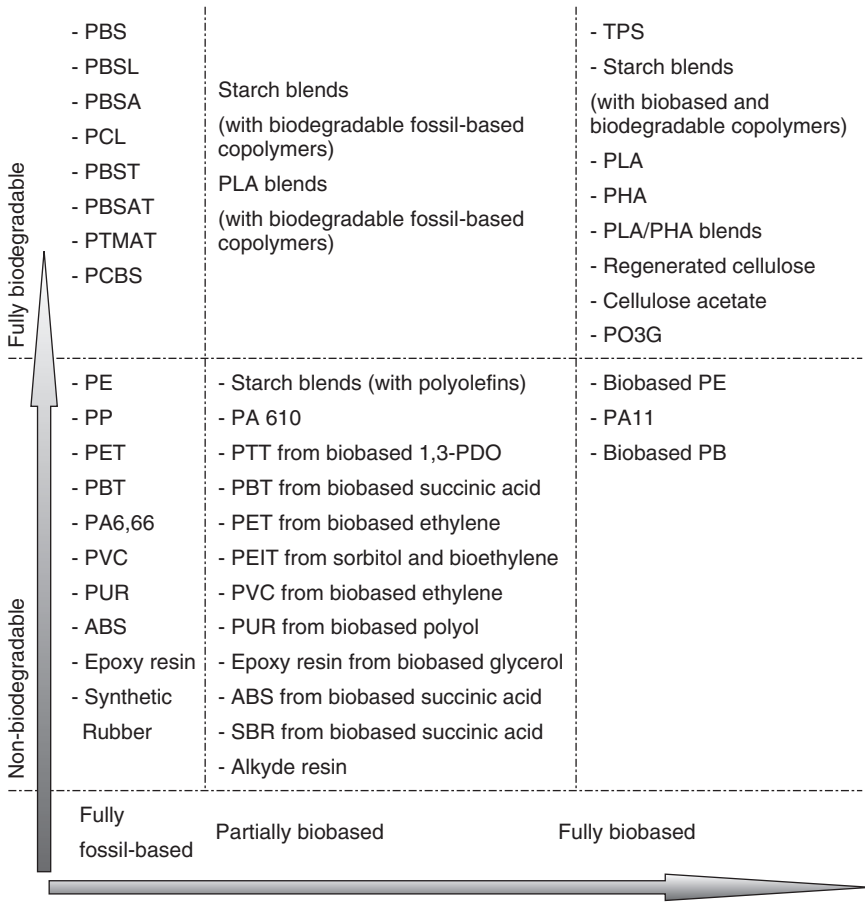 Fully biodegradable
- PBS
- PBSL
- PBSA
- PCL
- PBST
- PBSAT
- PTMAT
- PCBS
Starch blends
(with biodegradable fossil-based
copolymers)
PLA blends
(with biodegradable fossil-based
copolymers)
- TPS
- Starch blends
(with biobased and
biodegradable copolymers)
- PLA
- PHA
- PLA/PHA blends
- Regenerated cellulose
- Cellulose acetate
- PO3G
Non-biodegradable
- PE
- PP
- PET
- PBT
- PA6,66
- PVC
- PUR
- ABS
- Epoxy resin
- Synthetic
Rubber
- Starch blends (with polyolefins)
- PA 610
- PTT from biobased 1,3-PDO
- PBT from biobased succinic acid
- PET from biobased ethylene
- PEIT from sorbitol and bioethylene
- PVC from biobased ethylene
- PUR from biobased polyol
- Epoxy resin from biobased glycerol
- ABS from biobased succinic acid
- SBR from biobased succinic acid
- Alkyde resin
- Biobased PE
- PA11
- Biobased PB
Fully
fossil-based
Partially biobased
Fully biobased